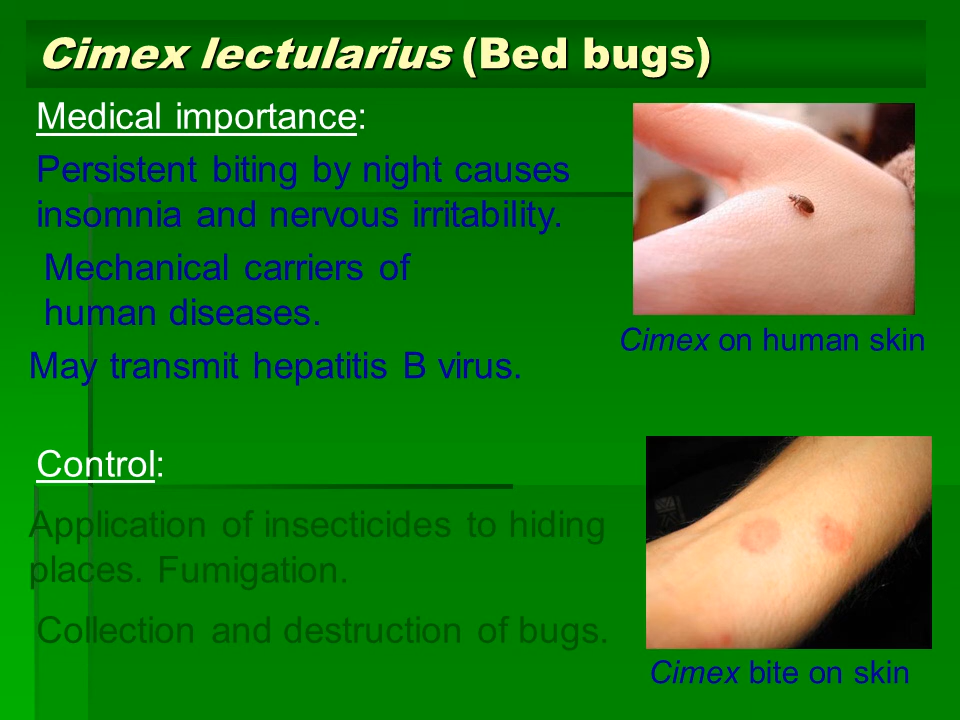 Cimex lectularius (Bed bugs)
Medical importance:
Persistent biting by night causes
insomnia and nervous irritability.
Mechanical carriers of
human diseases.
May transmit hepatitis B virus.
Cimex on human skin
Control:
Application of insecticides to hiding
places. Fumigation.
Collection and destruction of bugs.
Cimex bite on skin